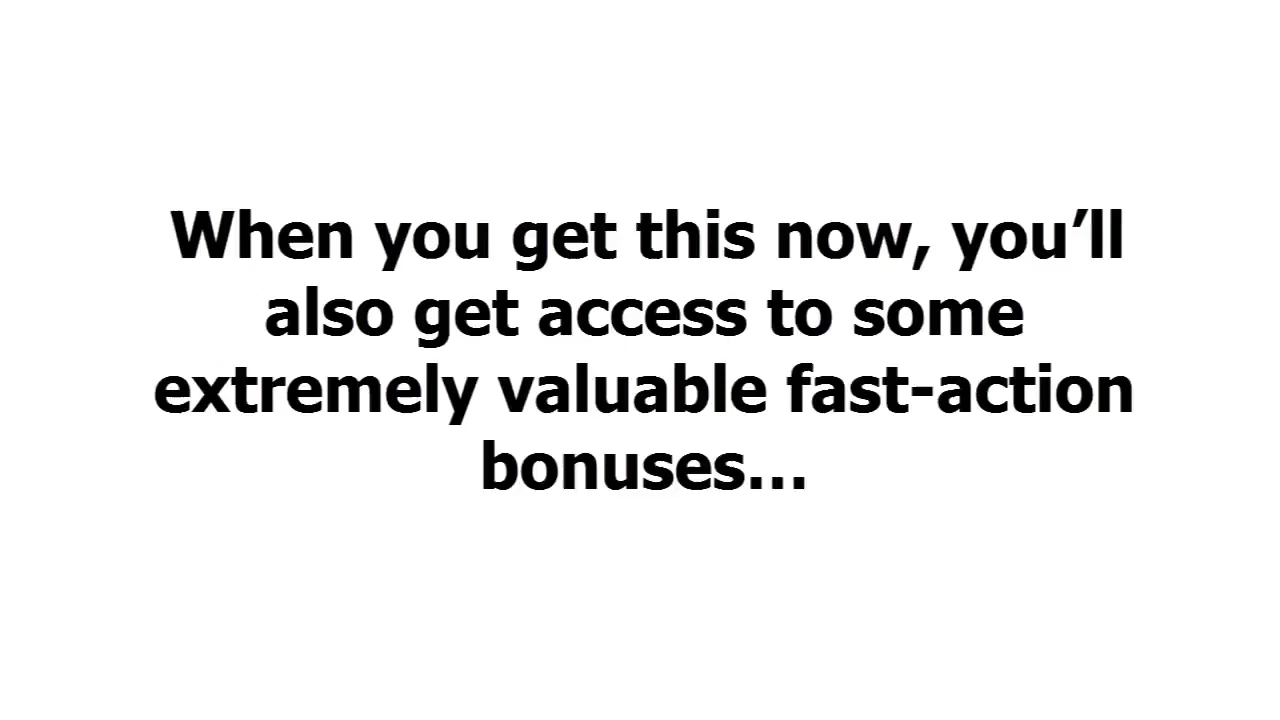 When you get this now, you’ll
also get access to some
extremely valuable fast-action
bonuses…